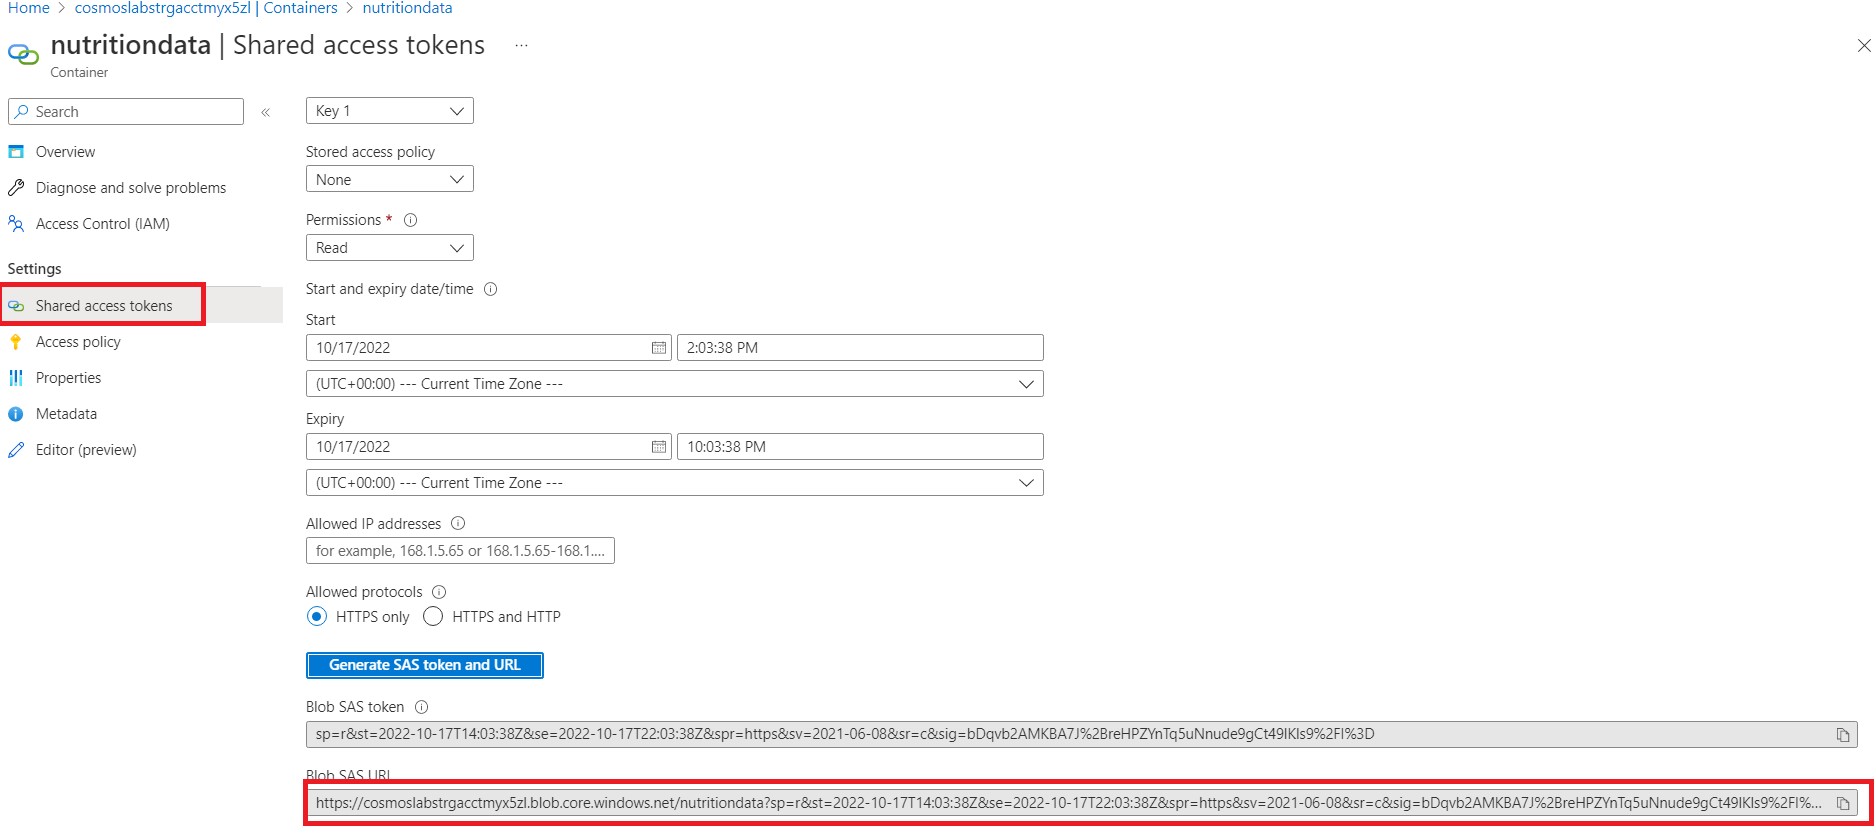 Home > cosmoslabstrgacctmyx5zl | Containers > nutritiondata
nutritiondata | Shared access tokens ...
Container
Search «
Overview
Diagnose and solve problems
Access Control (IAM)
Settings
Shared access tokens
Access policy
Properties
Metadata
Editor (preview)
Key 1
Stored access policy
None
Permissions *
Read
Start and expiry date/time
Start
10/17/2022 2:03:38 PM
(UTC+00:00) --- Current Time Zone ---
Expiry
10/17/2022 10:03:38 PM
(UTC+00:00) --- Current Time Zone ---
Allowed IP addresses
for example, 168.1.5.65 or 168.1.5.65-168.1....
Allowed protocols
HTTPS only HTTPS and HTTP
Generate SAS token and URL
Blob SAS token
sp=r&st=2022-10-17T14:03:38Z&se=2022-10-17T22:03:38Z&spr=https&sv=2021-06-08&sr=c&sig=bDqvb2AMKBA7J%2BreHPZYnTq5uNnude9gCt49IKIs9%2FI%3D
Blob SAS URL
https://cosmoslabstrgacctmyx5zl.blob.core.windows.net/nutritiondata?sp=r&st=2022-10-17T14:03:38Z&se=2022-10-17T22:03:38Z&spr=https&sv=2021-06-08&sr=c&sig=bDqvb2AMKBA7J%2BreHPZYnTq5uNnude9gCt49IKIs9%2FI%...